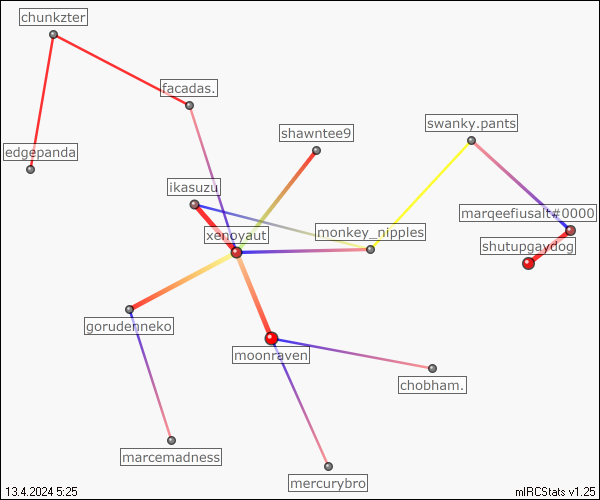 chunkzter
facadas.
swanky.pants
shawntee9
edgepanda
ikasuzu
marqeefiusalt#0000
xenoyaut
monkey_nipples
shutupgaydog
gorudenneko
moonraven
chobham.
marcemadness
mercurybro
13.4.2024 5:25
mIRCStats v1.25